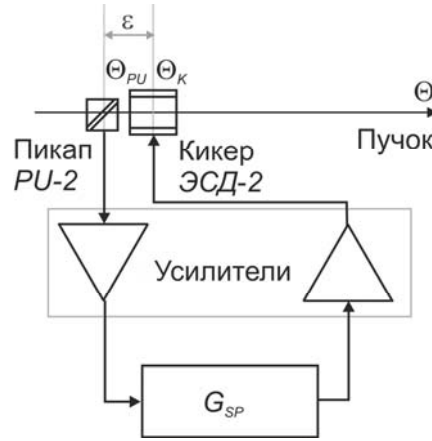 ε
Θ_PU Θ_K Θ
Пикап Кикер Пучок
PU-2 ЭСД-2
Усилители
G_SP